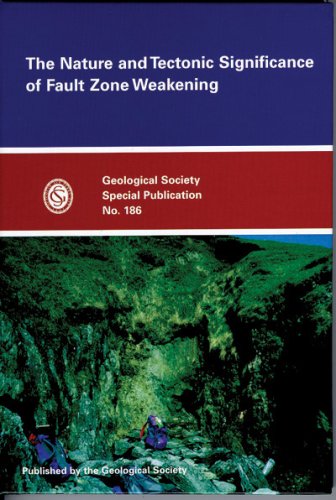 The Nature and Tectonic Significance
of Fault Zone Weakening
Geological Society
Special Publication
No. 186
Published by the Geological Society